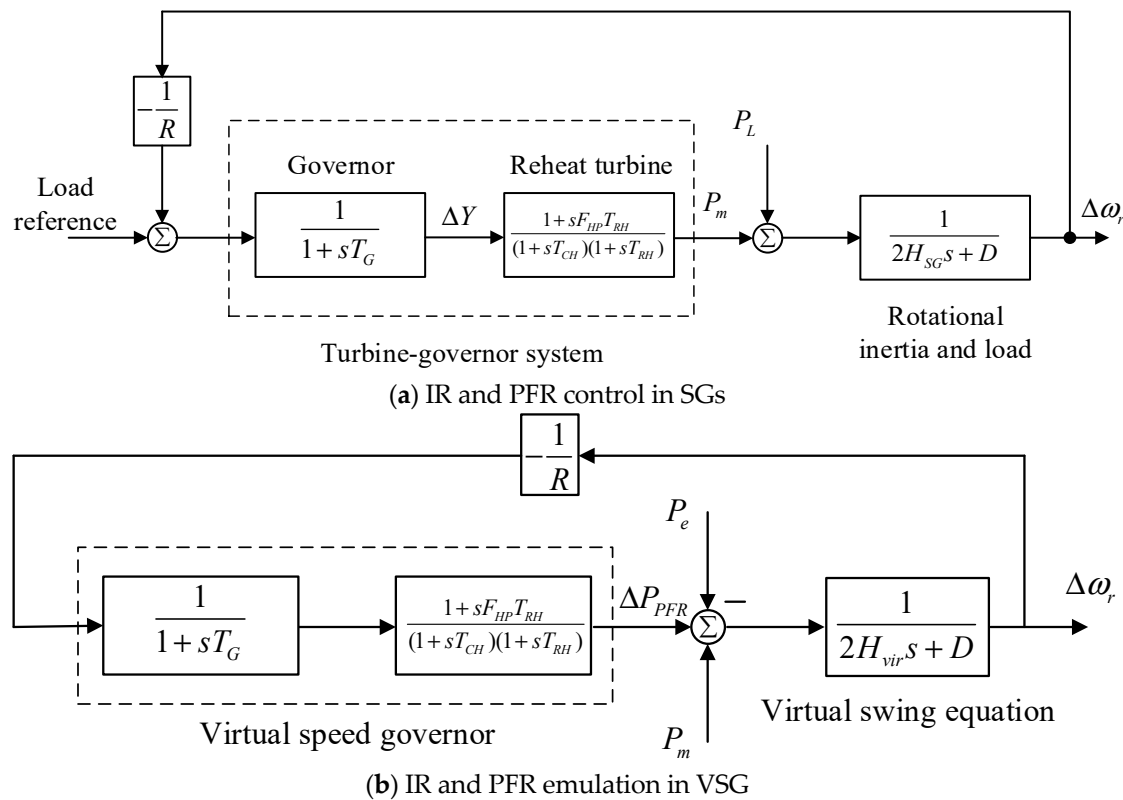 -1/R
Load
reference
Σ
Governor
1/(1 + sT_G)
ΔY
Reheat turbine
(1 + sF_HP T_RH)/((1 + sT_CH)(1 + sT_RH))
P_m
P_L
Σ
1/(2H_SG s + D)
Δω_r
Rotational
inertia and load
Turbine-governor system
(a) IR and PFR control in SGs
-1/R
1/(1 + sT_G)
(1 + sF_HP T_RH)/((1 + sT_CH)(1 + sT_RH))
ΔP_PFR
P_e
−
Σ
P_m
1/(2H_vir s + D)
Δω_r
Virtual speed governor
Virtual swing equation
(b) IR and PFR emulation in VSG